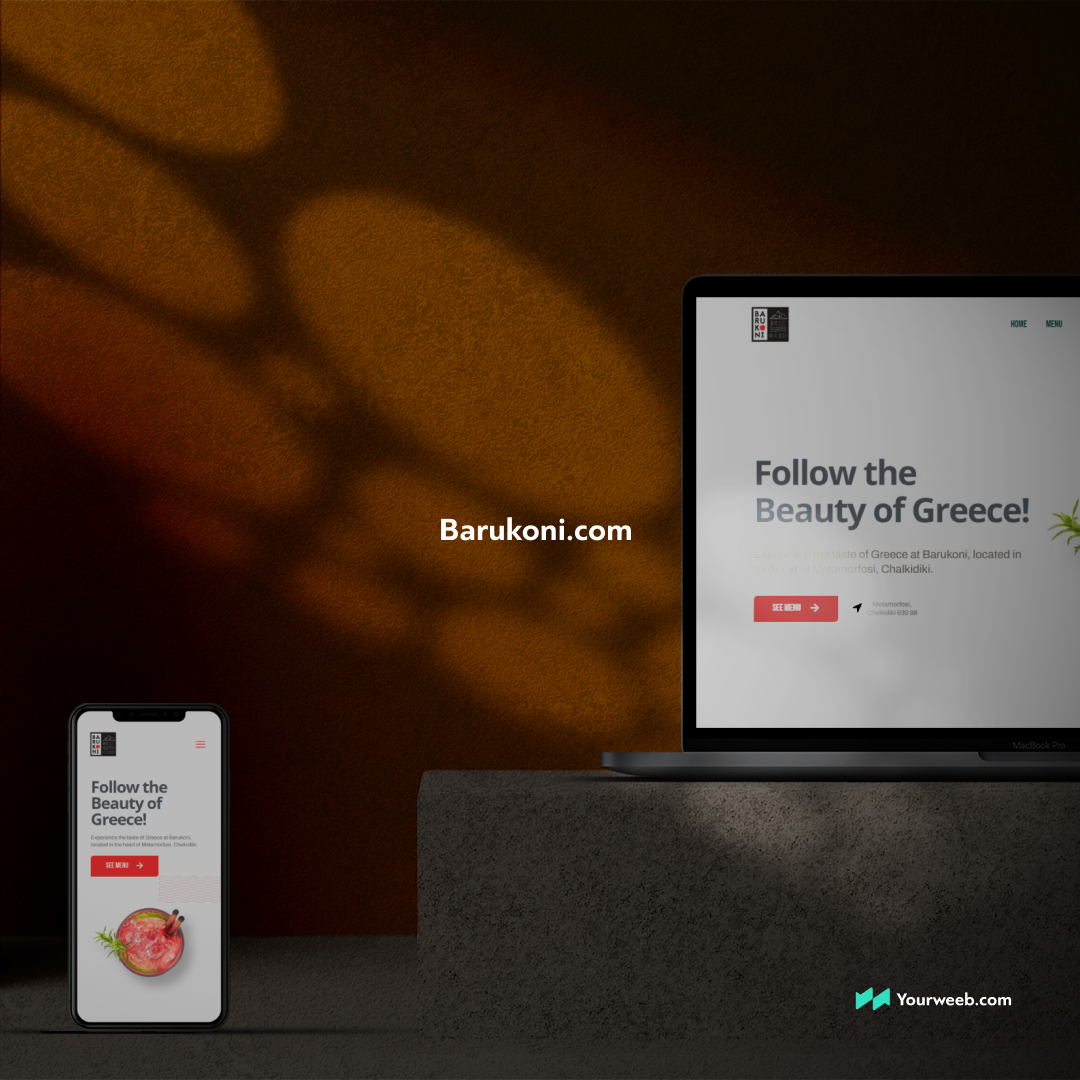 BA
RU
KO
NI
HOME MENU
Follow the
Beauty of Greece!
taste of Greece at Barukoni, located in
Metamorfosi, Chalkidiki.
SEE MENU
Metamorfosi,
Chalkidiki 630 88
MacBook Pro
Barukoni.com
BA
RU
KO
NI
Follow the
Beauty of
Greece!
Experience the taste of Greece at Barukoni,
located in the heart of Metamorfosi, Chalkidiki.
SEE MENU
Yourweeb.com